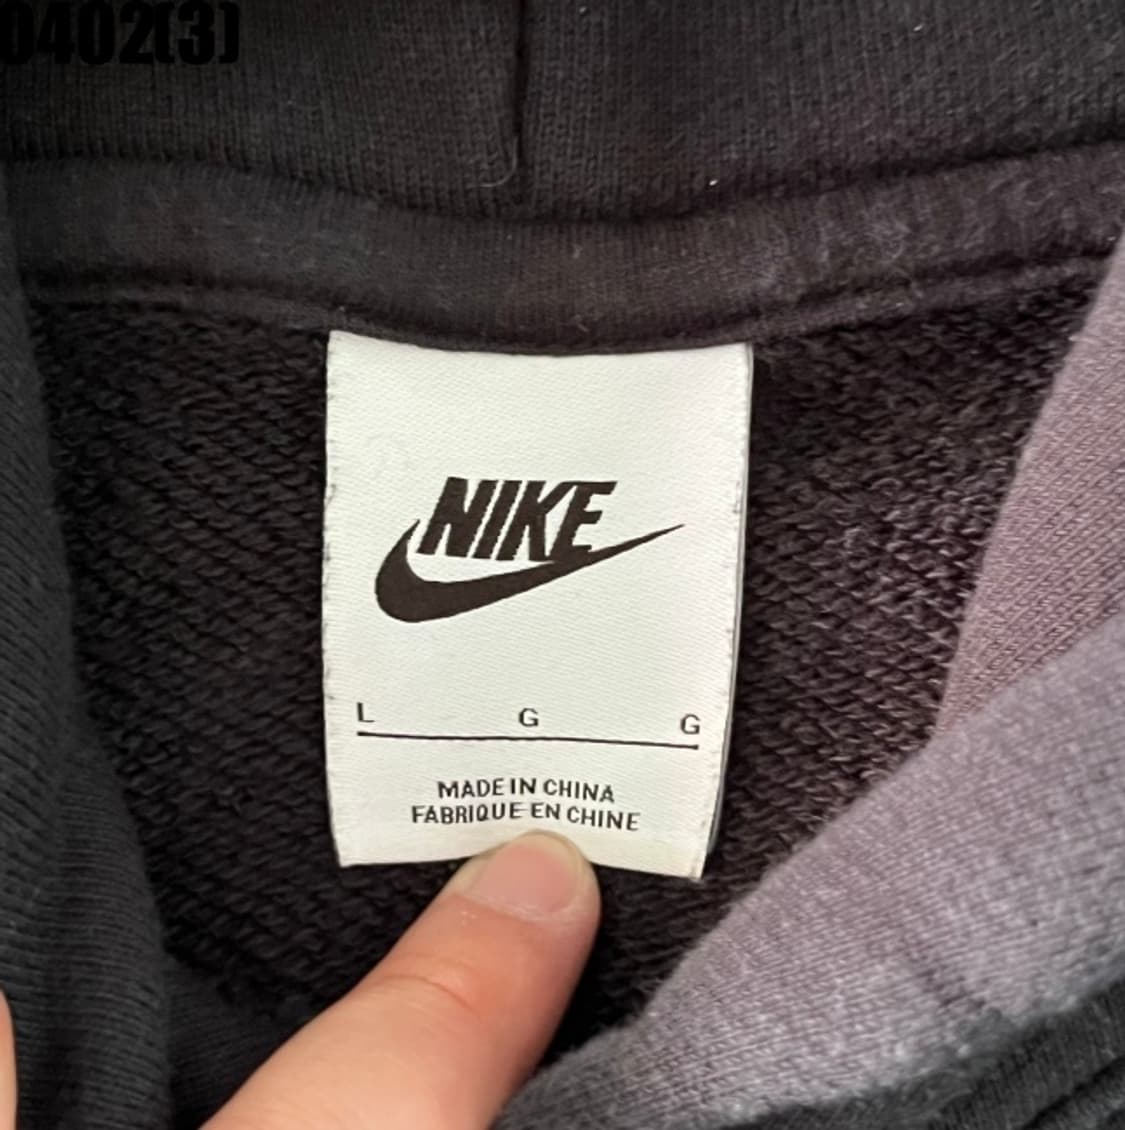 0402(3)
NIKE
L G G
MADE IN CHINA
FABRIQUE EN CHINE